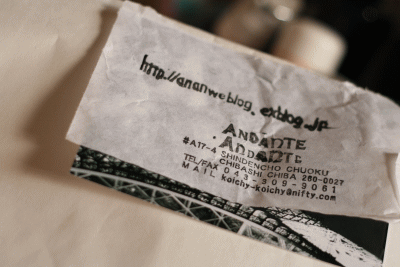 http://ananweblog.exblog.jp
ANDANTE
ANDANTE
#A17-4 SHINDENCHO CHUOKU
CHIBASHI CHIBA 260-0027
TEL/FAX 043-309-9061
MAIL koichy-koichy@nifty.com